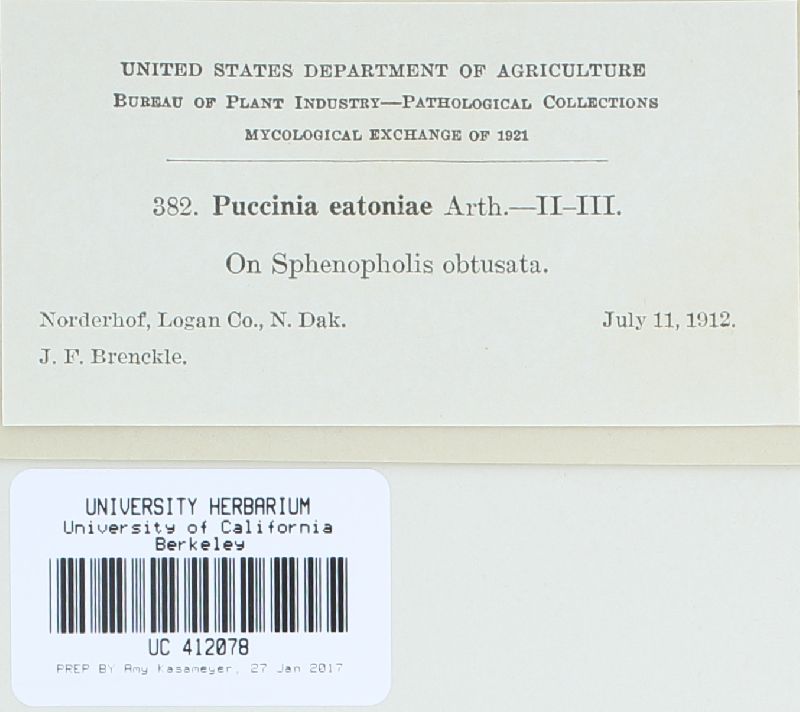 UNITED STATES DEPARTMENT OF AGRICULTURE
BUREAU OF PLANT INDUSTRY—PATHOLOGICAL COLLECTIONS
MYCOLOGICAL EXCHANGE OF 1921
382. Puccinia eatoniae Arth.—II–III.
On Sphenopholis obtusata.
Norderhof, Logan Co., N. Dak. July 11, 1912.
J. F. Brenckle.
UNIVERSITY HERBARIUM
University of California
Berkeley
UC 412078
PREP BY Amy Kasameyer, 27 Jan 2017